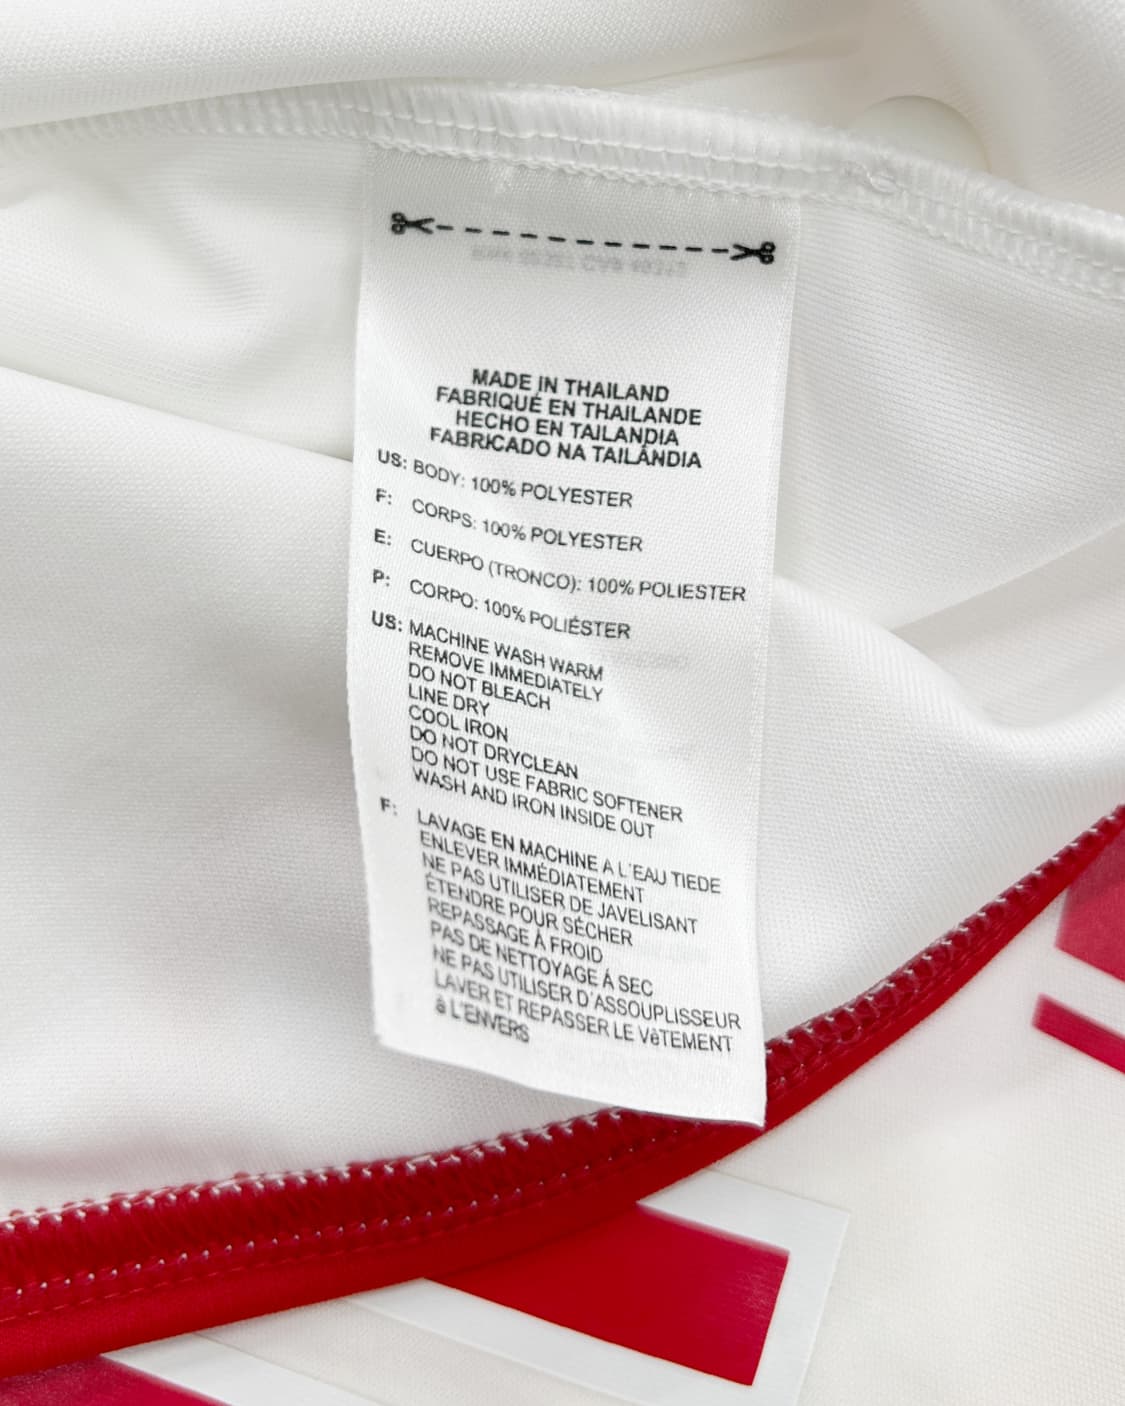 MADE IN THAILAND
FABRIQUÉ EN THAILANDE
HECHO EN TAILANDIA
FABRICADO NA TAILÂNDIA
US: BODY: 100% POLYESTER
F: CORPS: 100% POLYESTER
E: CUERPO (TRONCO): 100% POLIESTER
P: CORPO: 100% POLIÉSTER
US: MACHINE WASH WARM
REMOVE IMMEDIATELY
DO NOT BLEACH
LINE DRY
COOL IRON
DO NOT DRYCLEAN
DO NOT USE FABRIC SOFTENER
WASH AND IRON INSIDE OUT
F: LAVAGE EN MACHINE A L'EAU TIEDE
ENLEVER IMMÉDIATEMENT
NE PAS UTILISER DE JAVELISANT
ÉTENDRE POUR SÉCHER
REPASSAGE À FROID
PAS DE NETTOYAGE Á SEC
NE PAS UTILISER D'ASSOUPLISSEUR
LAVER ET REPASSER LE VêTEMENT
à L'ENVERS